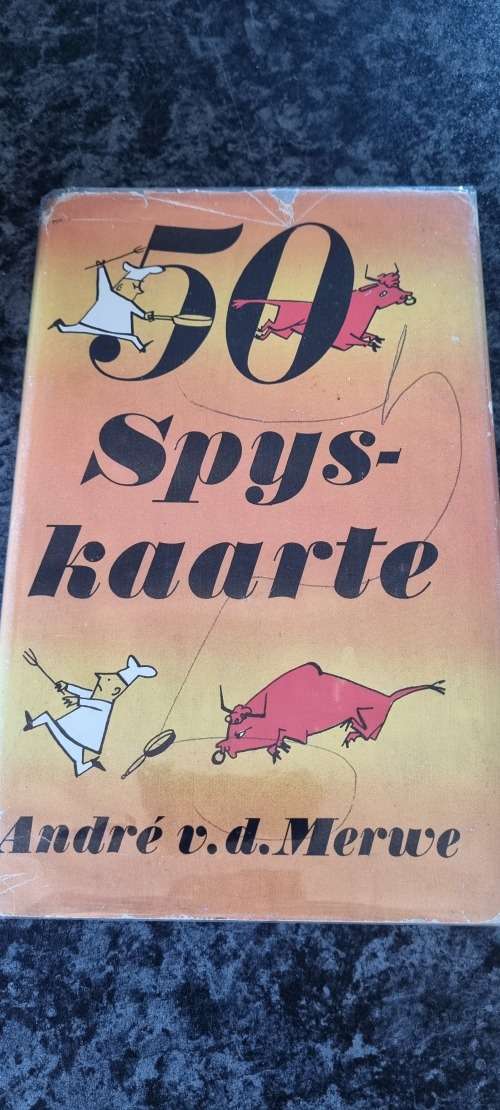 50
Spys-
kaarte
André v.d. Merwe